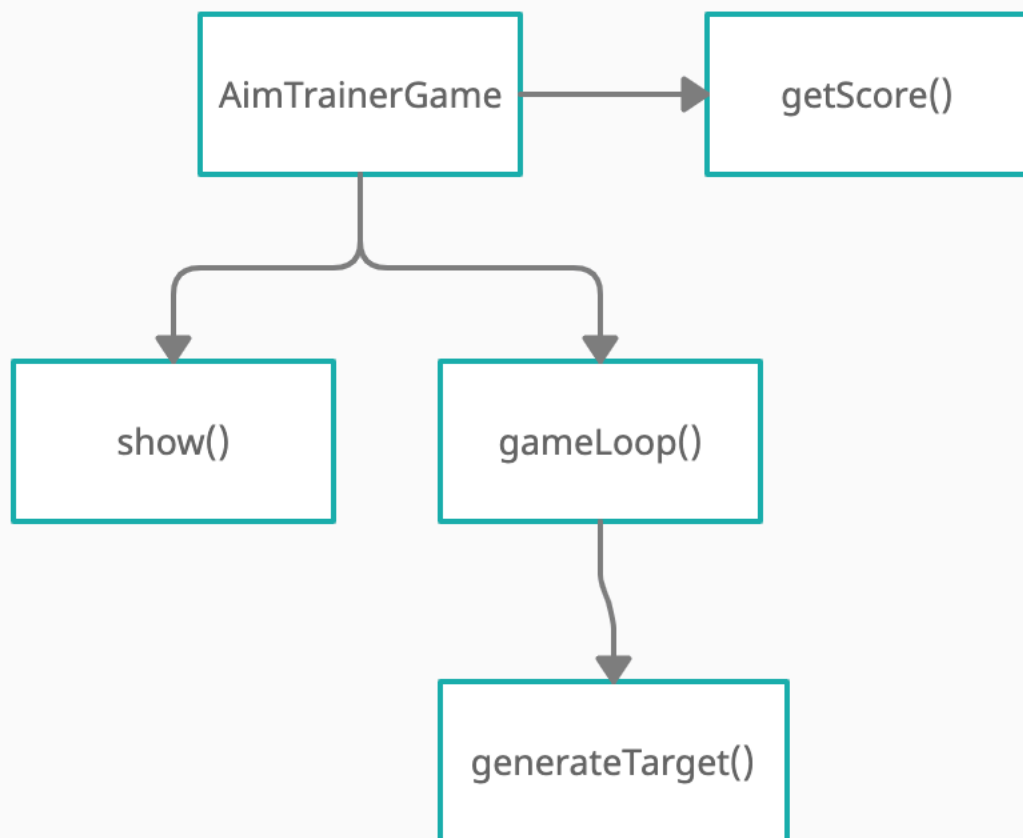 AimTrainerGame
getScore()
show()
gameLoop()
generateTarget()